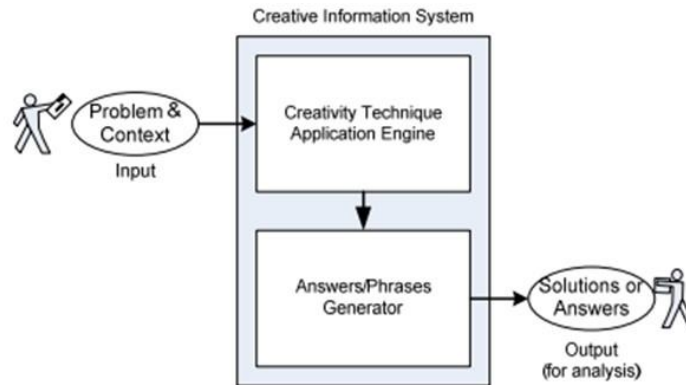 Creative Information System
Problem &
Context
Input
Creativity Technique
Application Engine
Answers/Phrases
Generator
Solutions or
Answers
Output
(for analysis)